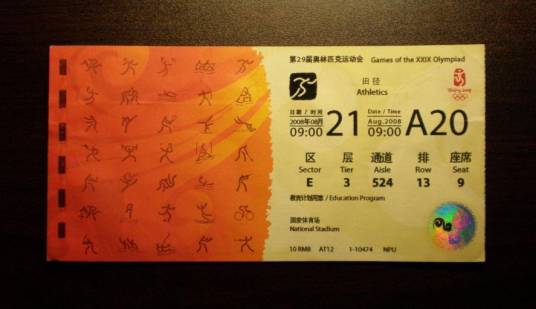 第29届奥林匹克运动会 Games of the XXIX Olympiad
田径
Athletics
Beijing 2008
日期 / 时间 Date / Time
2008年08月 21 Aug.2008 A20
09:00 09:00
区 层 通道 排 座席
Sector Tier Aisle Row Seat
E 3 524 13 9
教育计划用票 / Education Program
国家体育场
National Stadium
10 RMB AT12 1-10474 NPU